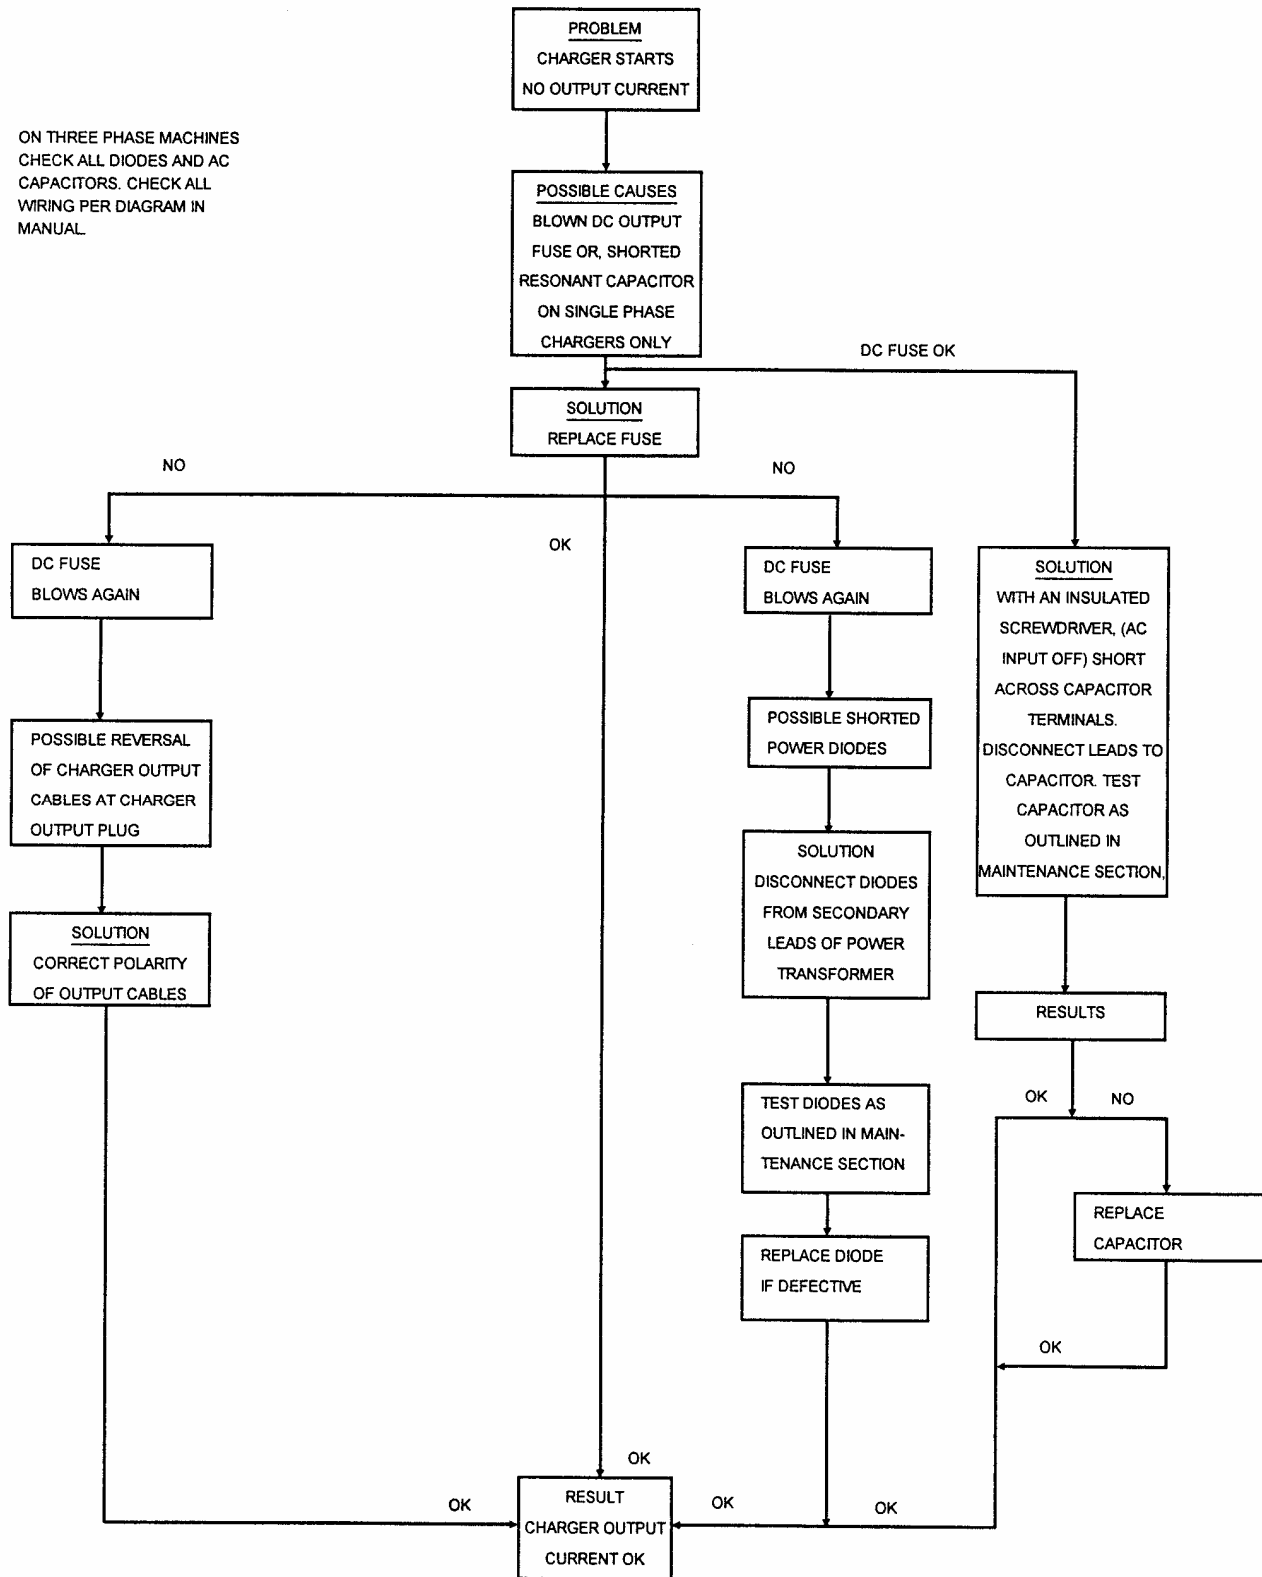 PROBLEM
CHARGER STARTS
NO OUTPUT CURRENT
ON THREE PHASE MACHINES
CHECK ALL DIODES AND AC
CAPACITORS. CHECK ALL
WIRING PER DIAGRAM IN
MANUAL.
POSSIBLE CAUSES
BLOWN DC OUTPUT
FUSE OR, SHORTED
RESONANT CAPACITOR
ON SINGLE PHASE
CHARGERS ONLY
DC FUSE OK
SOLUTION
REPLACE FUSE
NO
NO
OK
DC FUSE
BLOWS AGAIN
POSSIBLE REVERSAL
OF CHARGER OUTPUT
CABLES AT CHARGER
OUTPUT PLUG
SOLUTION
CORRECT POLARITY
OF OUTPUT CABLES
DC FUSE
BLOWS AGAIN
POSSIBLE SHORTED
POWER DIODES
SOLUTION
DISCONNECT DIODES
FROM SECONDARY
LEADS OF POWER
TRANSFORMER
TEST DIODES AS
OUTLINED IN MAIN-
TENANCE SECTION
REPLACE DIODE
IF DEFECTIVE
SOLUTION
WITH AN INSULATED
SCREWDRIVER, (AC
INPUT OFF) SHORT
ACROSS CAPACITOR
TERMINALS.
DISCONNECT LEADS TO
CAPACITOR. TEST
CAPACITOR AS
OUTLINED IN
MAINTENANCE SECTION,
RESULTS
OK
NO
REPLACE
CAPACITOR
OK
OK
OK
OK
OK
RESULT
CHARGER OUTPUT
CURRENT OK